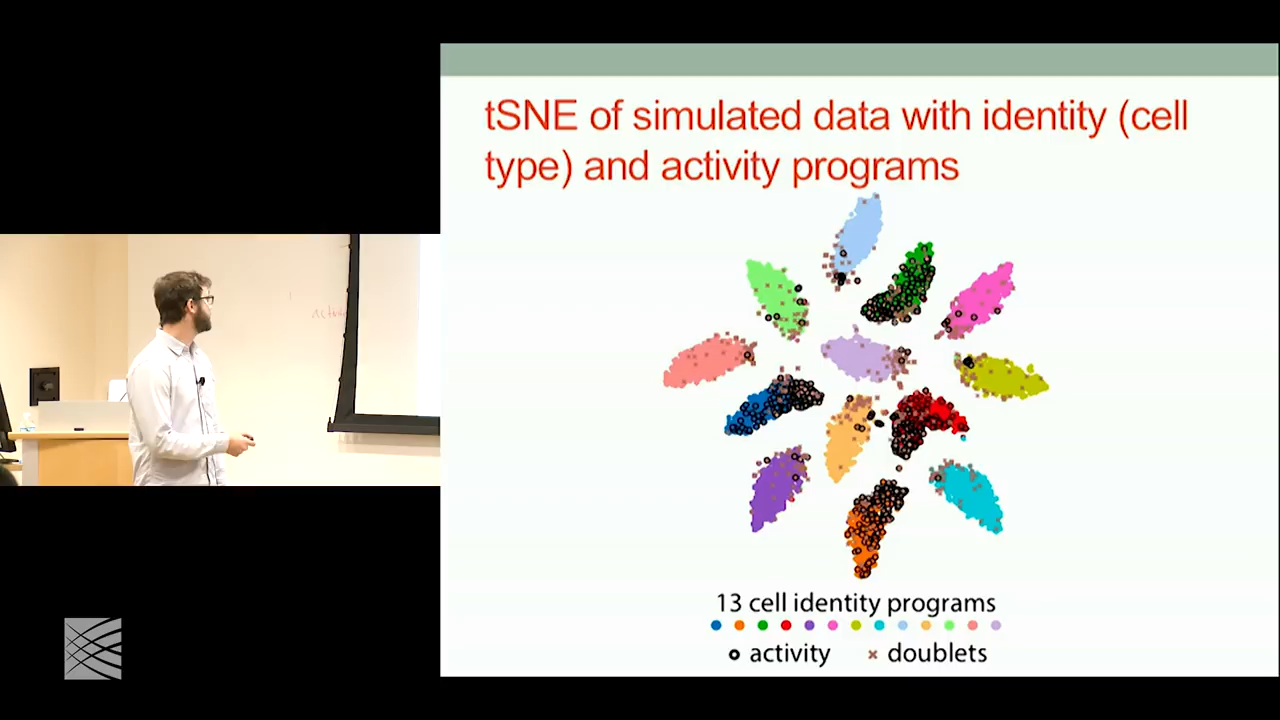 tSNE of simulated data with identity (cell
type) and activity programs
13 cell identity programs
activity
doublets